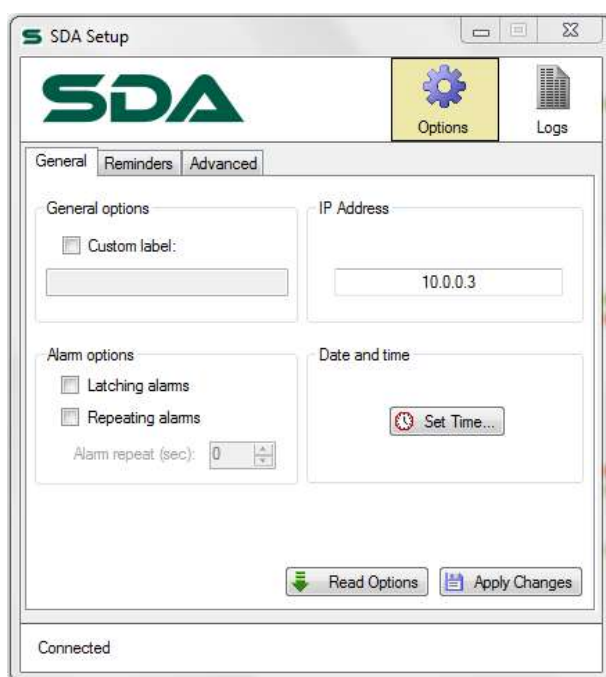 SDA Setup
SDA
Options
Logs
General
Reminders
Advanced
General options
Custom label:
IP Address
10.0.0.3
Alarm options
Latching alarms
Repeating alarms
Alarm repeat (sec):
0
Date and time
Set Time...
Read Options
Apply Changes
Connected